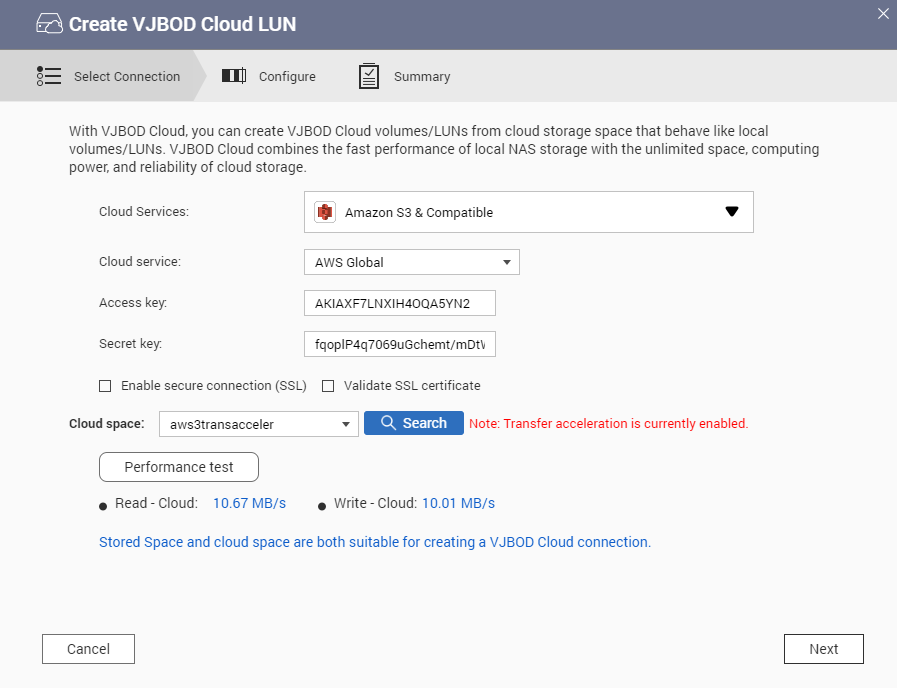 Create VJBOD Cloud LUN
Select Connection
Configure
Summary
With VJBOD Cloud, you can create VJBOD Cloud volumes/LUNs from cloud storage space that behave like local
volumes/LUNs. VJBOD Cloud combines the fast performance of local NAS storage with the unlimited space, computing
power, and reliability of cloud storage.
Cloud Services: Amazon S3 & Compatible
Cloud service: AWS Global
Access key: AKIAXF7LNXIH4OQA5YN2
Secret key: fqoplP4q7069uGchemt/mDt
Enable secure connection (SSL) Validate SSL certificate
Cloud space: aws3transacceler Search Note: Transfer acceleration is currently enabled.
Performance test
Read - Cloud: 10.67 MB/s Write - Cloud: 10.01 MB/s
Stored Space and cloud space are both suitable for creating a VJBOD Cloud connection.
Cancel Next